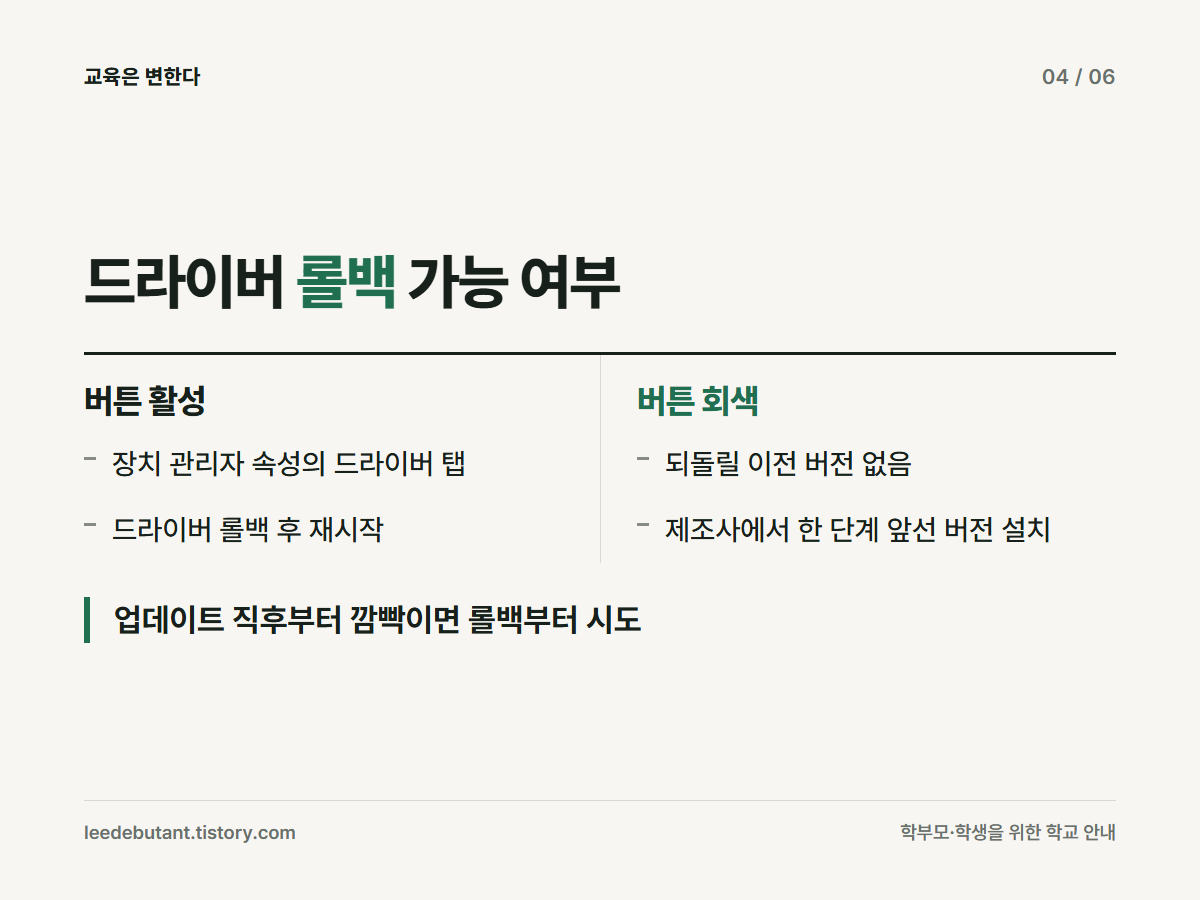 교육은 변한다
04 / 06
드라이버 롤백 가능 여부
버튼 활성
- 장치 관리자 속성의 드라이버 탭
- 드라이버 롤백 후 재시작
버튼 회색
- 되돌릴 이전 버전 없음
- 제조사에서 한 단계 앞선 버전 설치
업데이트 직후부터 깜빡이면 롤백부터 시도
leedebutant.tistory.com
학부모·학생을 위한 학교 안내